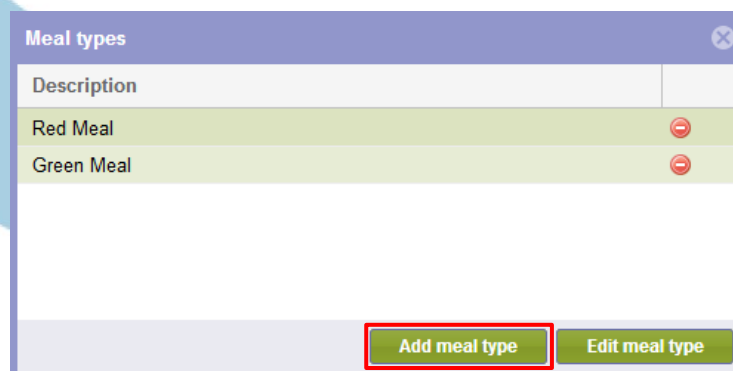 Meal types
Description
Red Meal
Green Meal
Add meal type Edit meal type